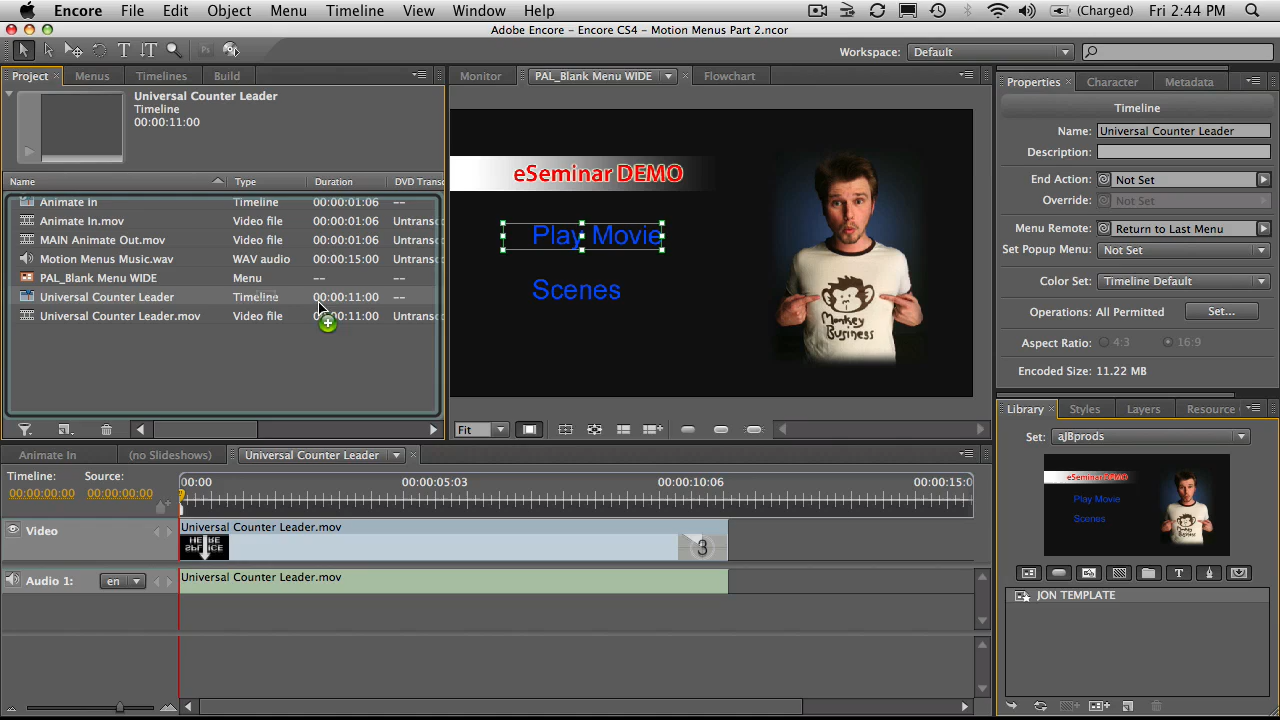 Encore File Edit Object Menu Timeline View Window Help (Charged) Fri 2:44 PM
Adobe Encore - Encore CS4 - Motion Menus Part 2.ncor
Workspace: Default
Project Menus Timelines Build
Universal Counter Leader
Timeline
00:00:11:00
Name Type Duration DVD Transc
Animate In Timeline 00:00:01:06 --
Animate In.mov Video file 00:00:01:06 Untransc
MAIN Animate Out.mov Video file 00:00:01:06 Untransc
Motion Menus Music.wav WAV audio 00:00:15:00 Untransc
PAL_Blank Menu WIDE Menu -- --
Universal Counter Leader Timeline 00:00:11:00 --
Universal Counter Leader.mov Video file 00:00:11:00 Untransc
Monitor PAL_Blank Menu WIDE Flowchart
eSeminar DEMO
Play Movie
Scenes
Monkey
Business
Fit
Properties Character Metadata
Timeline
Name: Universal Counter Leader
Description:
End Action: Not Set
Override: Not Set
Menu Remote: Return to Last Menu
Set Popup Menu: Not Set
Color Set: Timeline Default
Operations: All Permitted Set...
Aspect Ratio: 4:3 16:9
Encoded Size: 11.22 MB
Library Styles Layers Resource
Set: aJBprods
eSeminar DEMO
Play Movie
Scenes
JON TEMPLATE
Animate In (no Slideshows) Universal Counter Leader
Timeline: Source:
00:00:00:00 00:00:00:00
00:00 00:00:05:03 00:00:10:06 00:00:15:0
Video
Universal Counter Leader.mov
HERE
SPLICE
3
Audio 1: en
Universal Counter Leader.mov